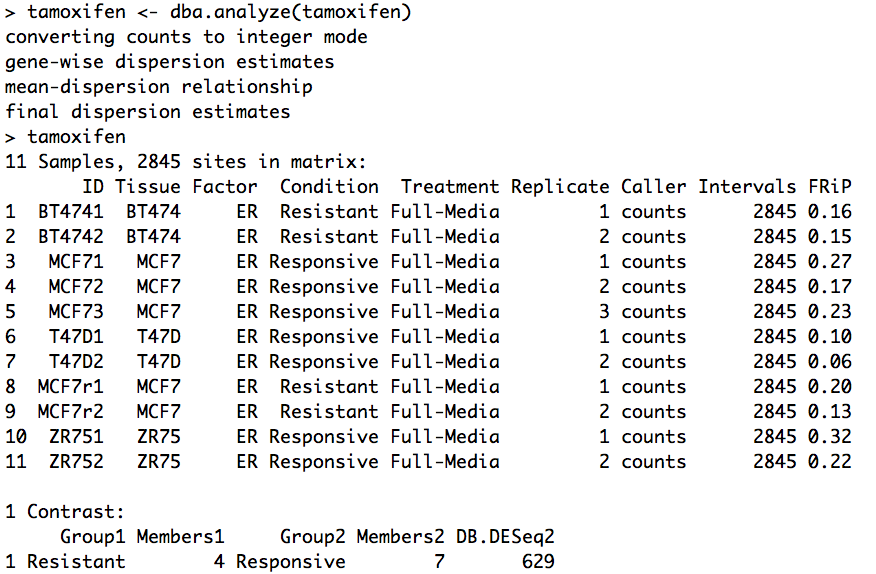 > tamoxifen <- dba.analyze(tamoxifen)
converting counts to integer mode
gene-wise dispersion estimates
mean-dispersion relationship
final dispersion estimates
> tamoxifen
11 Samples, 2845 sites in matrix:
       ID Tissue Factor  Condition  Treatment Replicate Caller Intervals FRiP
1  BT4741  BT474     ER  Resistant Full-Media         1 counts      2845 0.16
2  BT4742  BT474     ER  Resistant Full-Media         2 counts      2845 0.15
3   MCF71   MCF7     ER Responsive Full-Media         1 counts      2845 0.27
4   MCF72   MCF7     ER Responsive Full-Media         2 counts      2845 0.17
5   MCF73   MCF7     ER Responsive Full-Media         3 counts      2845 0.23
6   T47D1   T47D     ER Responsive Full-Media         1 counts      2845 0.10
7   T47D2   T47D     ER Responsive Full-Media         2 counts      2845 0.06
8  MCF7r1   MCF7     ER  Resistant Full-Media         1 counts      2845 0.20
9  MCF7r2   MCF7     ER  Resistant Full-Media         2 counts      2845 0.13
10  ZR751   ZR75     ER Responsive Full-Media         1 counts      2845 0.32
11  ZR752   ZR75     ER Responsive Full-Media         2 counts      2845 0.22

1 Contrast:
     Group1 Members1     Group2 Members2 DB.DESeq2
1 Resistant        4 Responsive        7       629